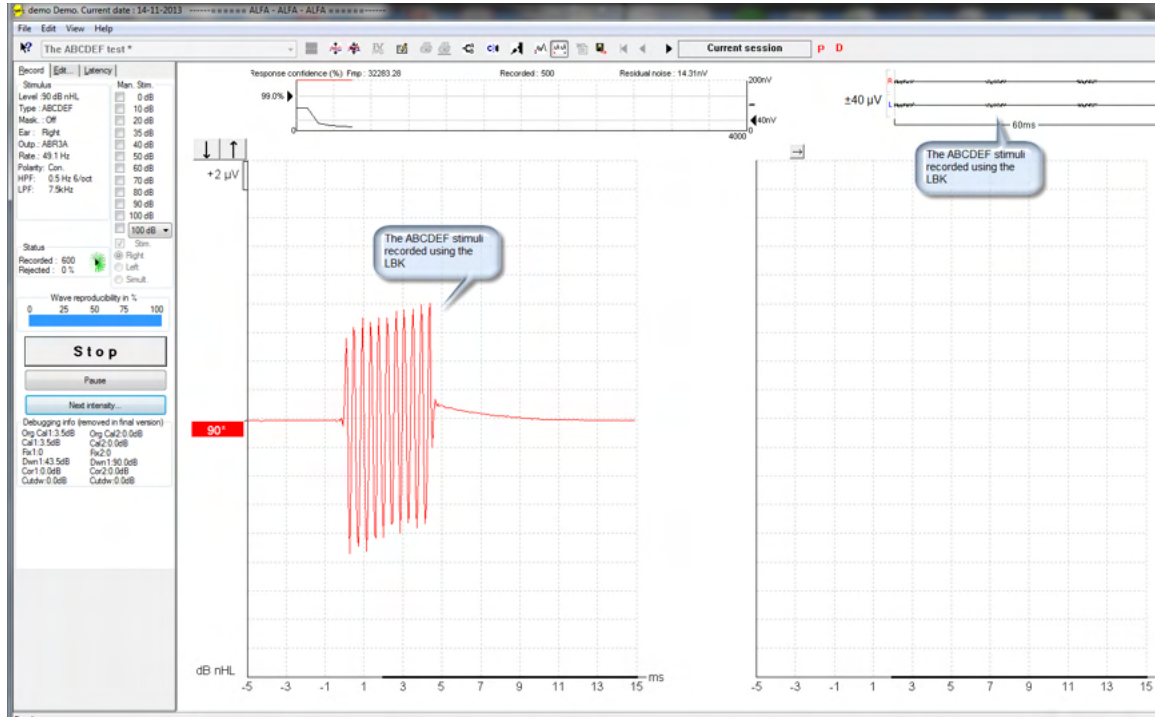 demo Demo. Current date : 14-11-2013 ------====== ALFA - ALFA - ALFA ======------
File Edit View Help
The ABCDEF test *
Current session
P D
Record Edit... Latency
Stimulus
Level :90 dB nHL
Type : ABCDEF
Mask. : Off
Ear : Right
Outp.: ABR3A
Rate.: 49.1 Hz
Polarity: Con.
HPF: 0.5 Hz 6/oct
LPF: 7.5kHz
Man. Stim.
0 dB
10 dB
20 dB
35 dB
40 dB
50 dB
60 dB
70 dB
80 dB
90 dB
100 dB
100 dB
Stim.
Right
Left
Simult.
Status
Recorded : 600
Rejected : 0 %
Wave reproducibility in %
0 25 50 75 100
Stop
Pause
Next intensity...
Debugging info (removed in final version)
Org Cal1:3.5dB Org Cal2:0.0dB
Cal1:3.5dB Cal2:0.0dB
Fix1:0 Fix2:0
Dwn1:43.5dB Dwn1:90.0dB
Cor1:0.0dB Cor2:0.0dB
Cutdw:0.0dB Cutdw:0.0dB
Response confidence (%) Fmp : 32283.28 Recorded : 500 Residual noise : 14.31nV
99.0%
0
200nV
40nV
0
4000
±40 µV
R
L
60ms
The ABCDEF stimuli
recorded using the
LBK
+2 µV
The ABCDEF stimuli
recorded using the
LBK
90*
dB nHL
-5 -3 -1 1 3 5 7 9 11 13 15 ms
-5 -3 -1 1 3 5 7 9 11 13 15